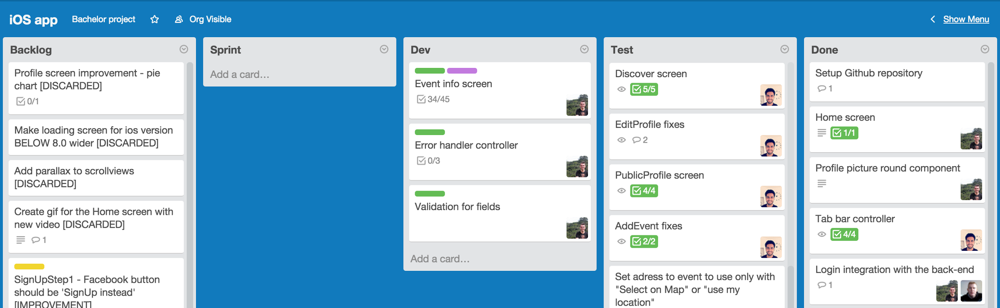 iOS app Bachelor project Org Visible Show Menu
Backlog
Profile screen improvement - pie
chart [DISCARDED]
0/1
Make loading screen for ios version
BELOW 8.0 wider [DISCARDED]
Add parallax to scrollviews
[DISCARDED]
Create gif for the Home screen with
new video [DISCARDED]
1
SignUpStep1 - Facebook button
should be 'SignUp instead'
[IMPROVEMENT]
Sprint
Add a card...
Dev
Event info screen
34/45
Error handler controller
0/3
Validation for fields
Add a card...
Test
Discover screen
5/5
EditProfile fixes
2
PublicProfile screen
4/4
AddEvent fixes
2/2
Set adress to event to use only with
"Select on Map" or "use my
location"
Done
Setup Github repository
1
Home screen
1/1
Profile picture round component
Tab bar controller
4/4
Login integration with the back-end
1